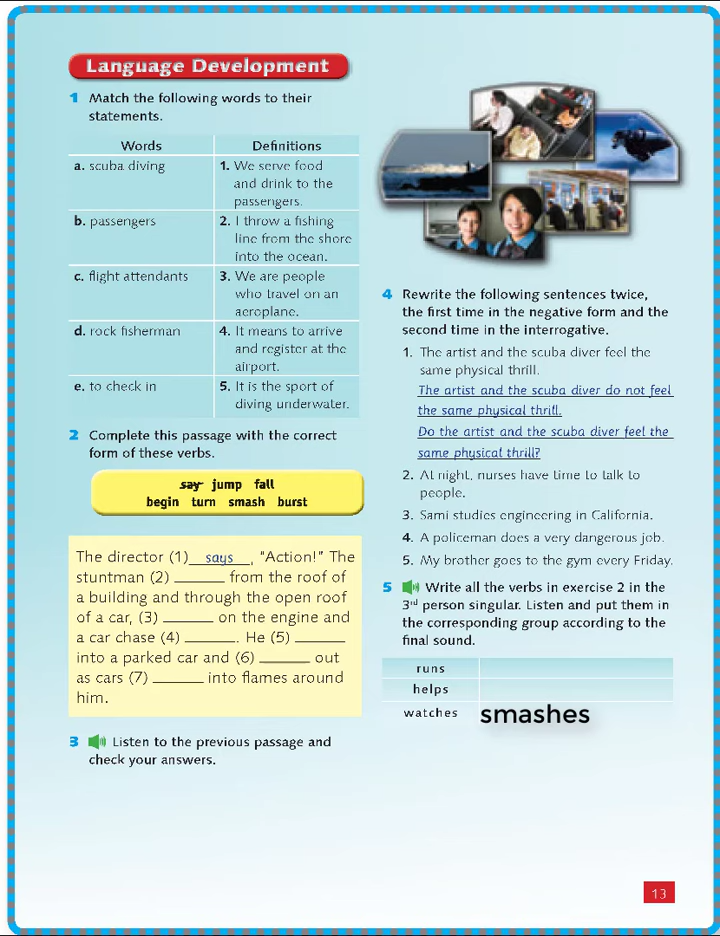 Language Development
1 Match the following words to their
statements.
Words Definitions
a. scuba diving 1. We serve food
and drink to the
passengers.
b. passengers 2. I throw a fishing
line from the shore
into the ocean.
c. flight attendants 3. We are people
who travel on an
aeroplane.
d. rock fisherman 4. It means to arrive
and register at the
airport.
e. to check in 5. It is the sport of
diving underwater.
2 Complete this passage with the correct
form of these verbs.
say jump fall
begin turn smash burst
The director (1) says, "Action!" The
stuntman (2) ______ from the roof of
a building and through the open roof
of a car, (3) ______ on the engine and
a car chase (4) ______. He (5) ______
into a parked car and (6) ______ out
as cars (7) ______ into flames around
him.
3 Listen to the previous passage and
check your answers.
4 Rewrite the following sentences twice,
the first time in the negative form and the
second time in the interrogative.
1. The artist and the scuba diver feel the
same physical thrill.
The artist and the scuba diver do not feel
the same physical thrill.
Do the artist and the scuba diver feel the
same physical thrill?
2. At night, nurses have time to talk to
people.
3. Sami studies engineering in California.
4. A policeman does a very dangerous job.
5. My brother goes to the gym every Friday.
5 Write all the verbs in exercise 2 in the
3rd person singular. Listen and put them in
the corresponding group according to the
final sound.
runs
helps
watches smashes
13